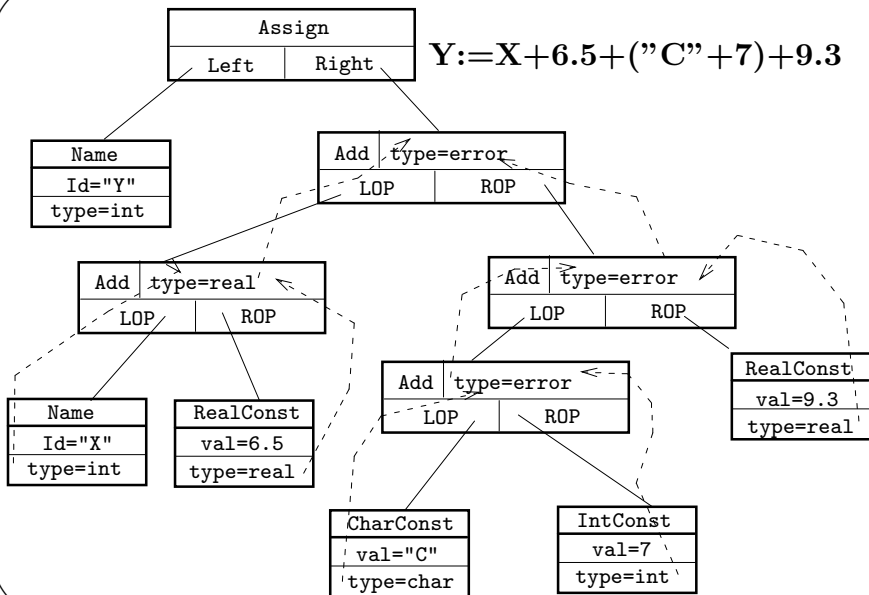 Assign
Y:=X+6.5+("C"+7)+9.3
Left Right
Name
Id="Y"
type=int
Add type=error
LOP ROP
Add type=real
LOP ROP
Add type=error
LOP ROP
Name
Id="X"
type=int
RealConst
val=6.5
type=real
Add type=error
LOP ROP
RealConst
val=9.3
type=real
CharConst
val="C"
type=char
IntConst
val=7
type=int